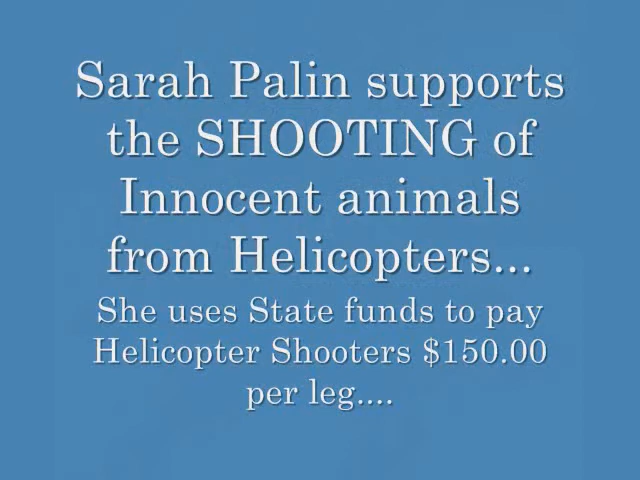 Sarah Palin supports
the SHOOTING of
Innocent animals
from Helicopters...
She uses State funds to pay
Helicopter Shooters $150.00
per leg....